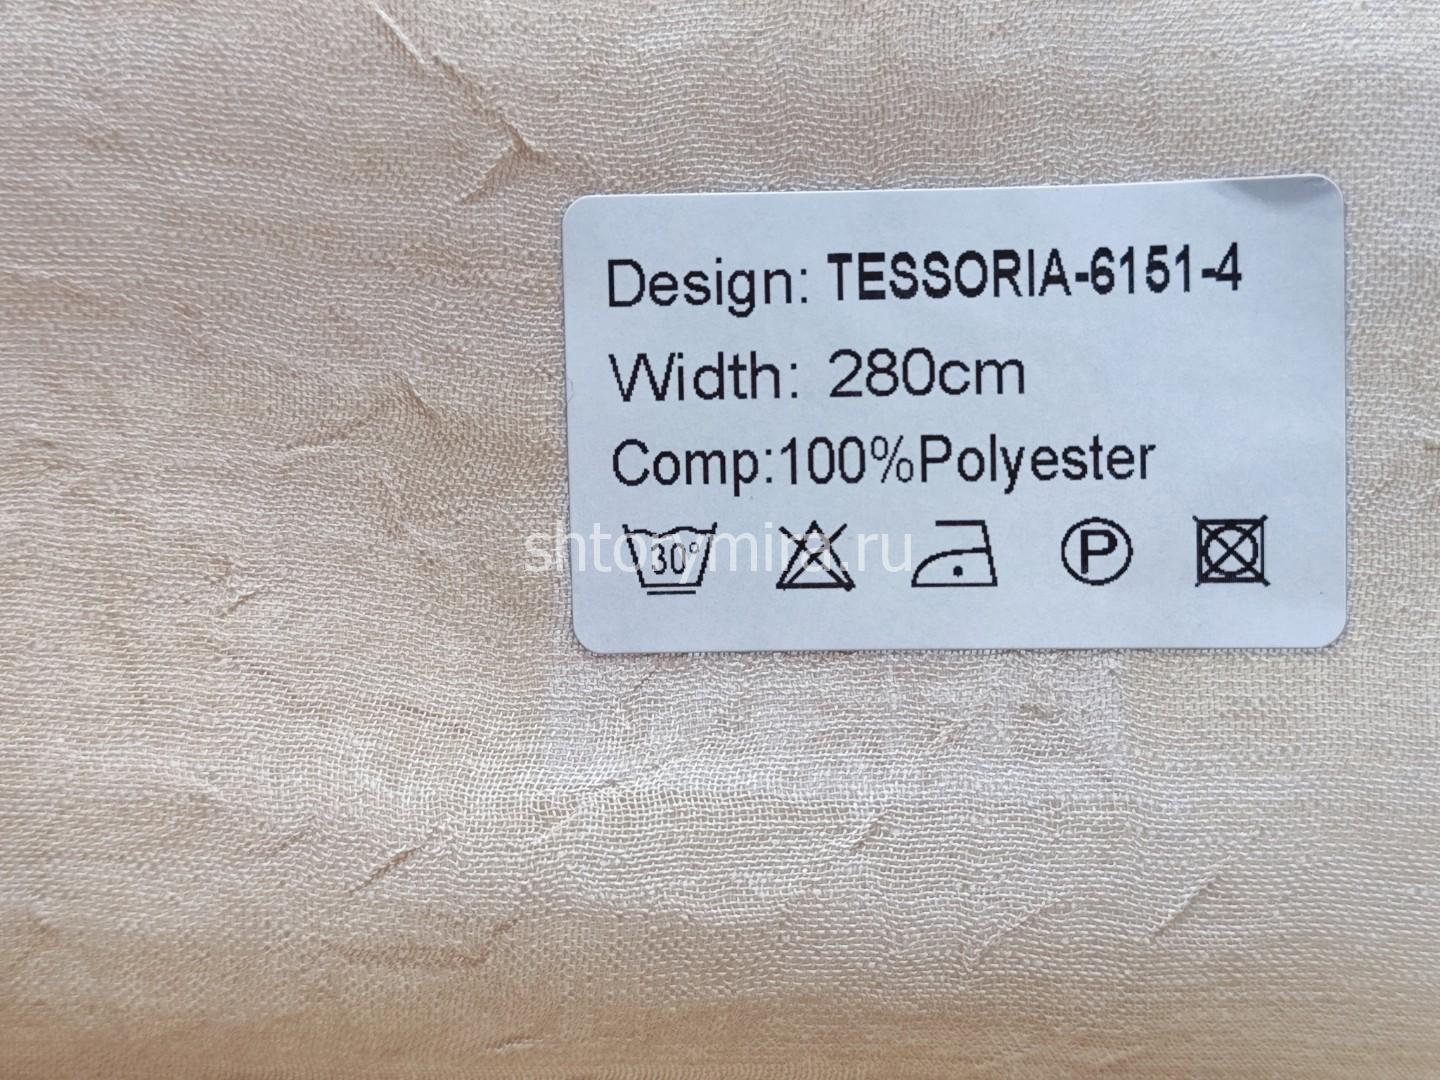 Design: TESSORIA-6151-4
Width: 280cm
Comp:100%Polyester
30°
P
shtorymira.ru